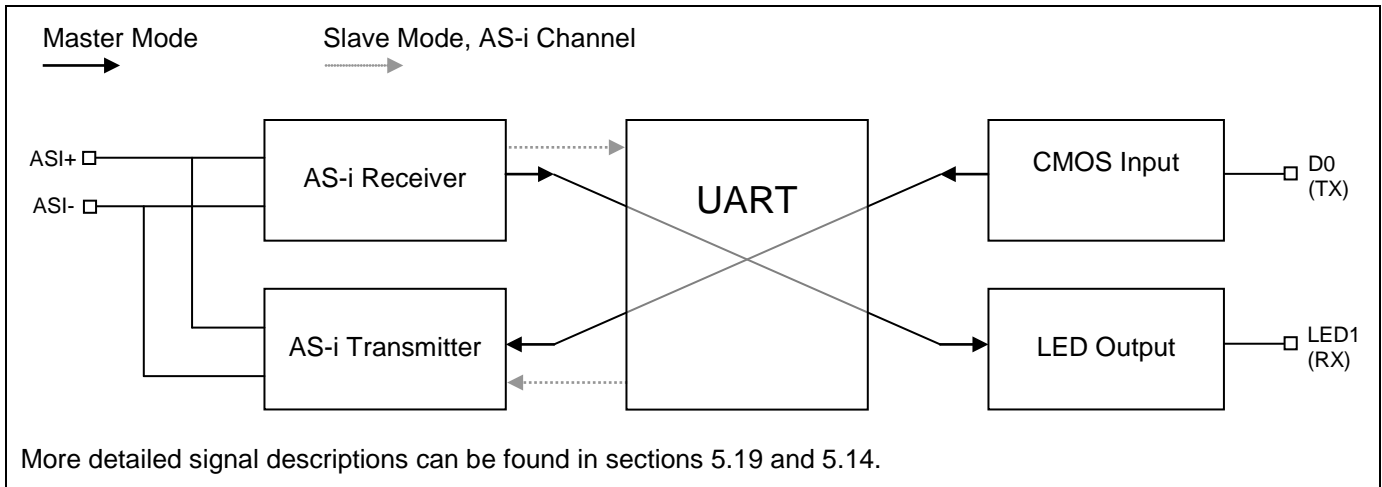 Master Mode
Slave Mode, AS-i Channel
ASI+
ASI-
AS-i Receiver
UART
CMOS Input
D0
(TX)
AS-i Transmitter
LED Output
LED1
(RX)
More detailed signal descriptions can be found in sections 5.19 and 5.14.